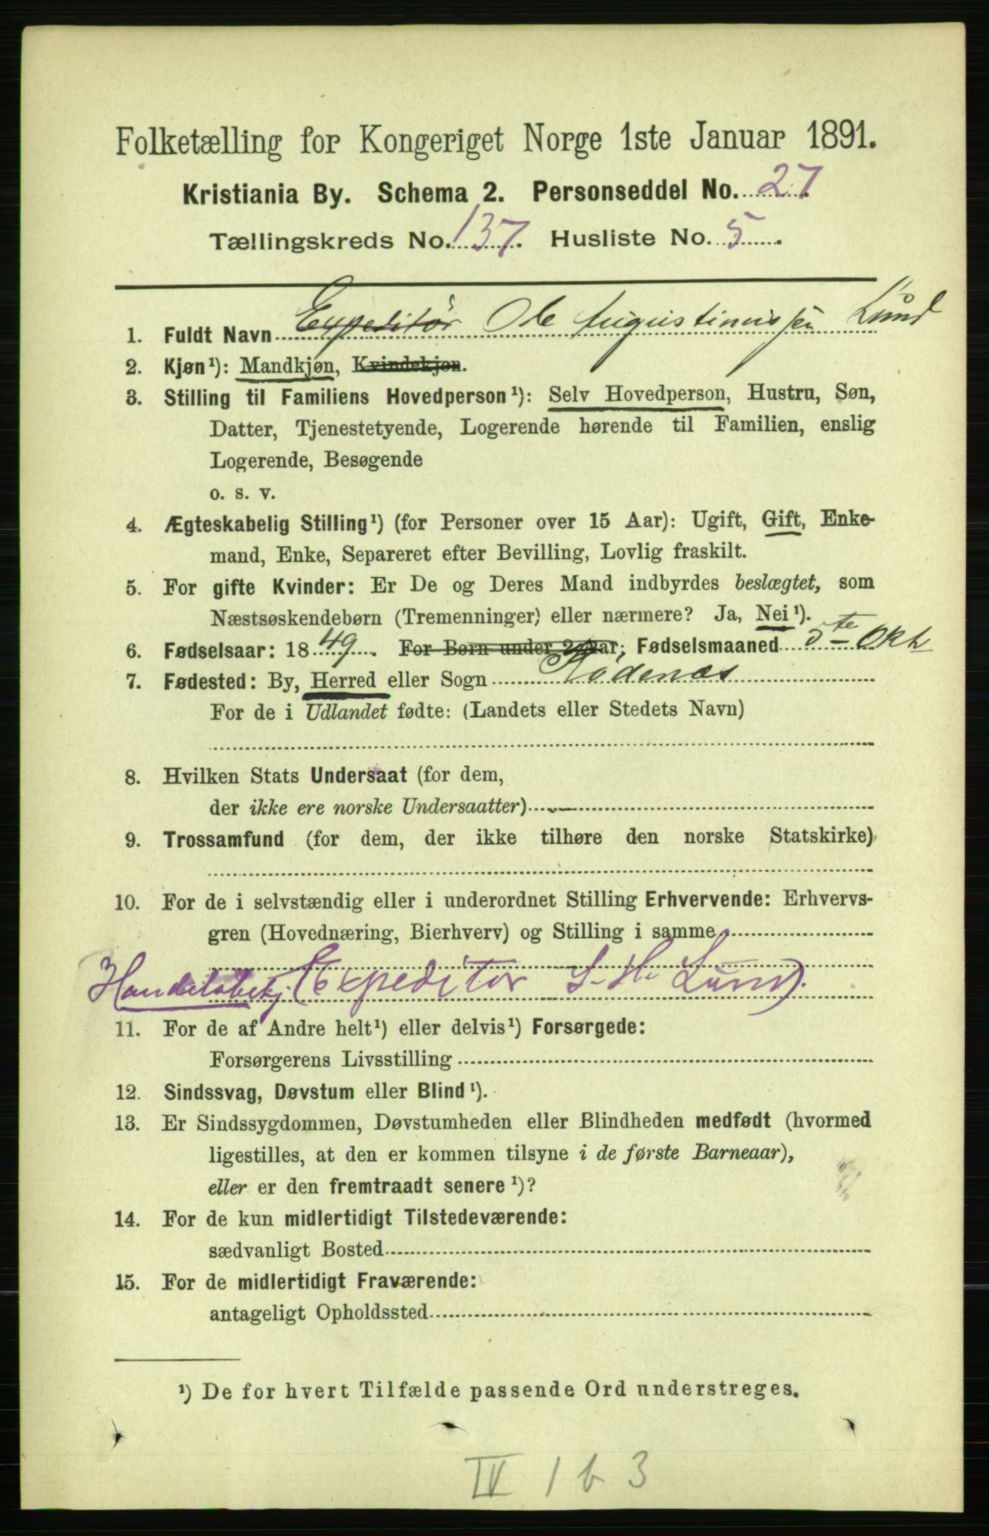 Folketælling for Kongeriget Norge 1ste Januar 1891.
Kristiania By. Schema 2. Personseddel No. 27
Tællingskreds No. 137. Husliste No. 5.
1. Fuldt Navn Expeditør Ole Augustinussen Lund
2. Kjøn¹): Mandkjøn, Kvindekjøn.
3. Stilling til Familiens Hovedperson¹): Selv Hovedperson, Hustru, Søn,
Datter, Tjenestetyende, Logerende hørende til Familien, enslig
Logerende, Besøgende
o. s. v.
4. Ægteskabelig Stilling¹) (for Personer over 15 Aar): Ugift, Gift, Enke-
mand, Enke, Separeret efter Bevilling, Lovlig fraskilt.
5. For gifte Kvinder: Er De og Deres Mand indbyrdes beslægtet, som
Næstsøskendebørn (Tremenninger) eller nærmere? Ja, Nei¹).
6. Fødselsaar: 1849. For Børn under 2 Aar; Fødselsmaaned 5te Okt
7. Fødested: By, Herred eller Sogn Rødenæs
For de i Udlandet fødte: (Landets eller Stedets Navn)
8. Hvilken Stats Undersaat (for dem,
der ikke ere norske Undersaatter)
9. Trossamfund (for dem, der ikke tilhøre den norske Statskirke)
10. For de i selvstændig eller i underordnet Stilling Erhvervende: Erhvervs-
gren (Hovednæring, Bierhverv) og Stilling i samme
Handelsbetj. (Expeditør S. H. Lund).
11. For de af Andre helt¹) eller delvis¹) Forsørgede:
Forsørgerens Livsstilling
12. Sindssvag, Døvstum eller Blind¹).
13. Er Sindssygdommen, Døvstumheden eller Blindheden medfødt (hvormed
ligestilles, at den er kommen tilsyne i de første Barneaar),
eller er den fremtraadt senere¹)?
14. For de kun midlertidigt Tilstedeværende:
sædvanligt Bosted
15. For de midlertidigt Fraværende:
antageligt Opholdssted
¹) De for hvert Tilfælde passende Ord understreges.
IV 1 b 3